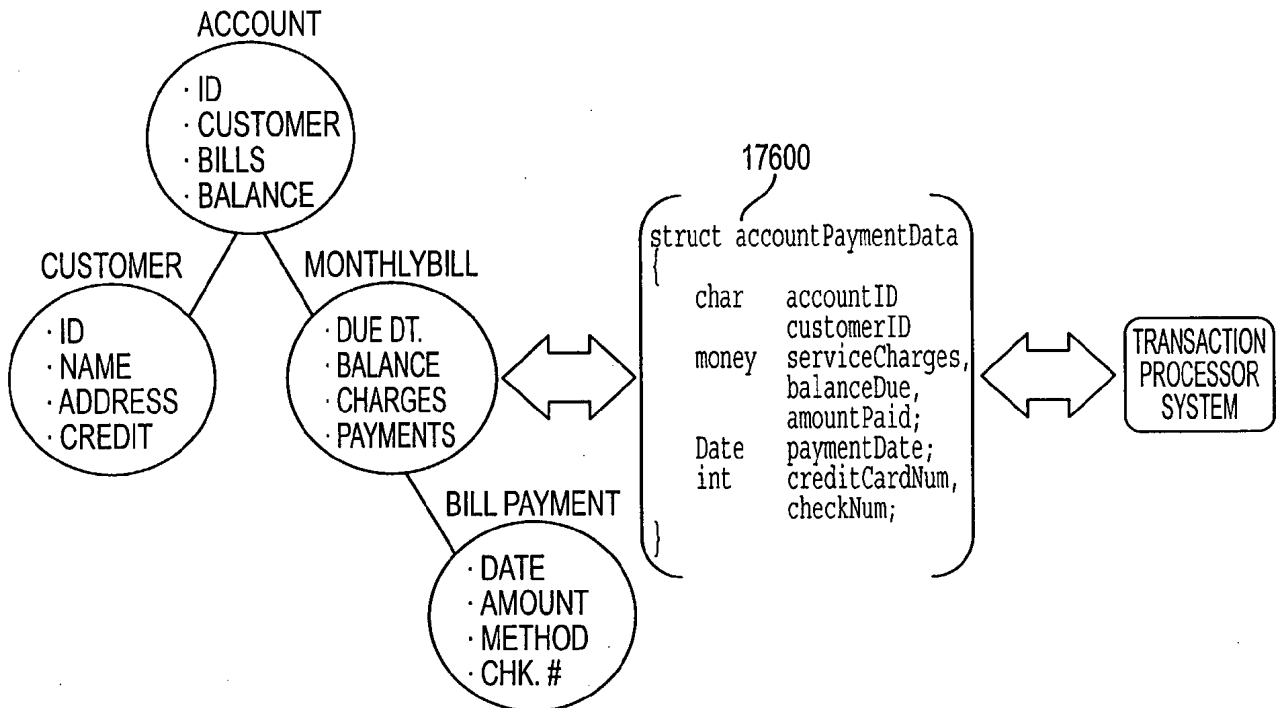 ACCOUNT
· ID
· CUSTOMER
· BILLS
· BALANCE
CUSTOMER
· ID
· NAME
· ADDRESS
· CREDIT
MONTHLYBILL
· DUE DT.
· BALANCE
· CHARGES
· PAYMENTS
BILL PAYMENT
· DATE
· AMOUNT
· METHOD
· CHK. #
17600
struct accountPaymentData
{
char accountID
customerID
money serviceCharges,
balanceDue,
amountPaid;
Date paymentDate;
int creditCardNum,
checkNum;
}
TRANSACTION
PROCESSOR
SYSTEM